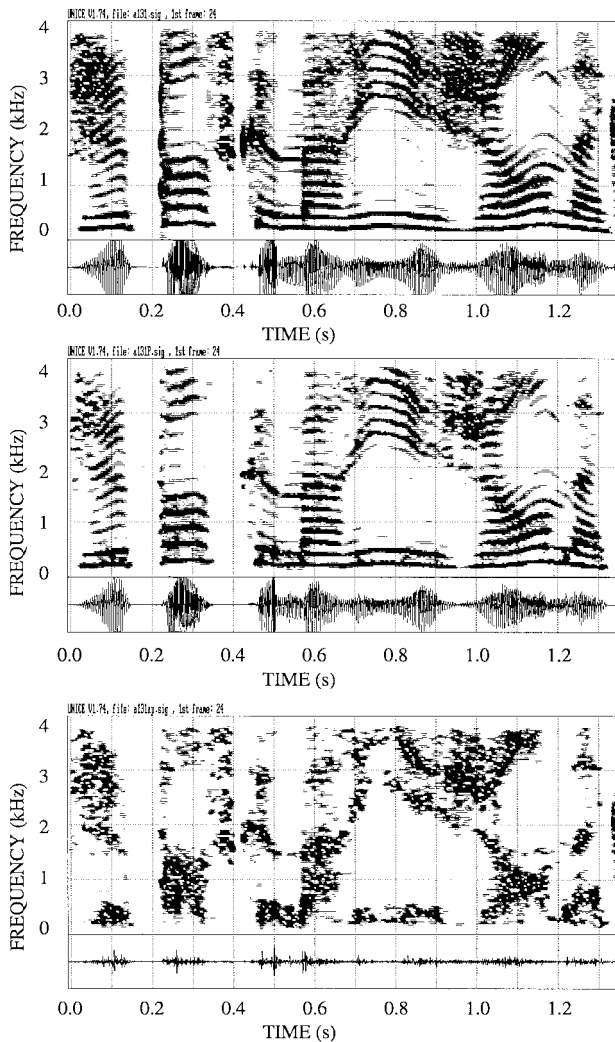 UNICE V1.74, file: a131.sig , 1st frame: 24
FREQUENCY (kHz)
4
3
2
1
0
0.0 0.2 0.4 0.6 0.8 1.0 1.2
TIME (s)
UNICE V1.74, file: a131P.sig , 1st frame: 24
FREQUENCY (kHz)
4
3
2
1
0
0.0 0.2 0.4 0.6 0.8 1.0 1.2
TIME (s)
UNICE V1.74, file: a131ap.sig , 1st frame: 24
FREQUENCY (kHz)
4
3
2
1
0
0.0 0.2 0.4 0.6 0.8 1.0 1.2
TIME (s)